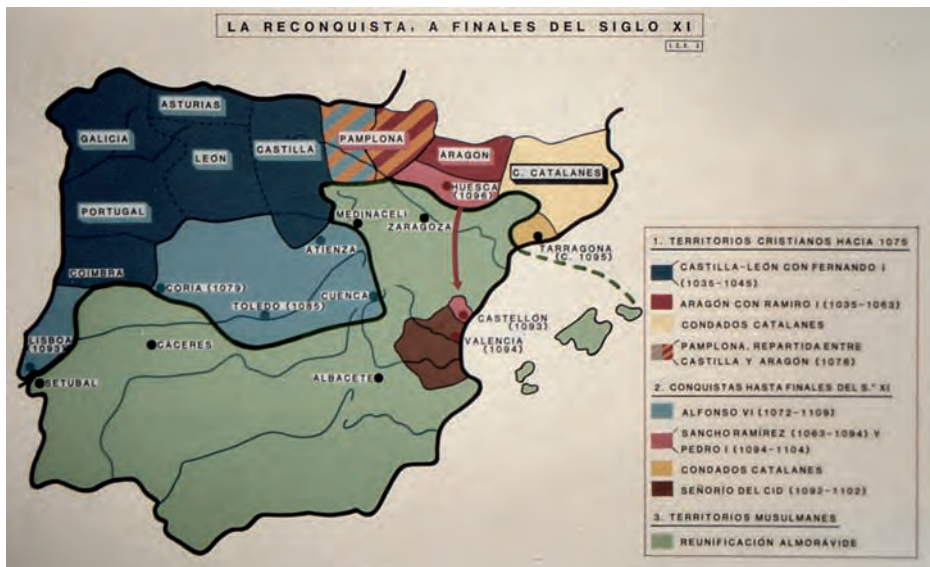 LA RECONQUISTA, A FINALES DEL SIGLO XI
ASTURIAS
GALICIA
LEÓN
CASTILLA
PAMPLONA
ARAGON
C. CATALANES
HUESCA
(1096)
PORTUGAL
MEDINACELI
ZARAGOZA
ATIENZA
TARRAGONA
(C. 1095)
COIMBRA
CORIA (1079)
TOLEDO (1085)
CUENCA
CASTELLÓN
(1093)
VALENCIA
(1094)
LISBOA
(1093)
CÁCERES
SETUBAL
ALBACETE
1. TERRITORIOS CRISTIANOS HACIA 1075
CASTILLA-LEÓN CON FERNANDO I
(1035-1045)
ARAGÓN CON RAMIRO I (1035-1063)
CONDADOS CATALANES
PAMPLONA. REPARTIDA ENTRE
CASTILLA Y ARAGÓN (1076)
2. CONQUISTAS HASTA FINALES DEL S.º XI
ALFONSO VI (1072-1109)
SANCHO RAMÍREZ (1063-1094) Y
PEDRO I (1094-1104)
CONDADOS CATALANES
SEÑORÍO DEL CID (1092-1102)
3. TERRITORIOS MUSULMANES
REUNIFICACIÓN ALMORÁVIDE